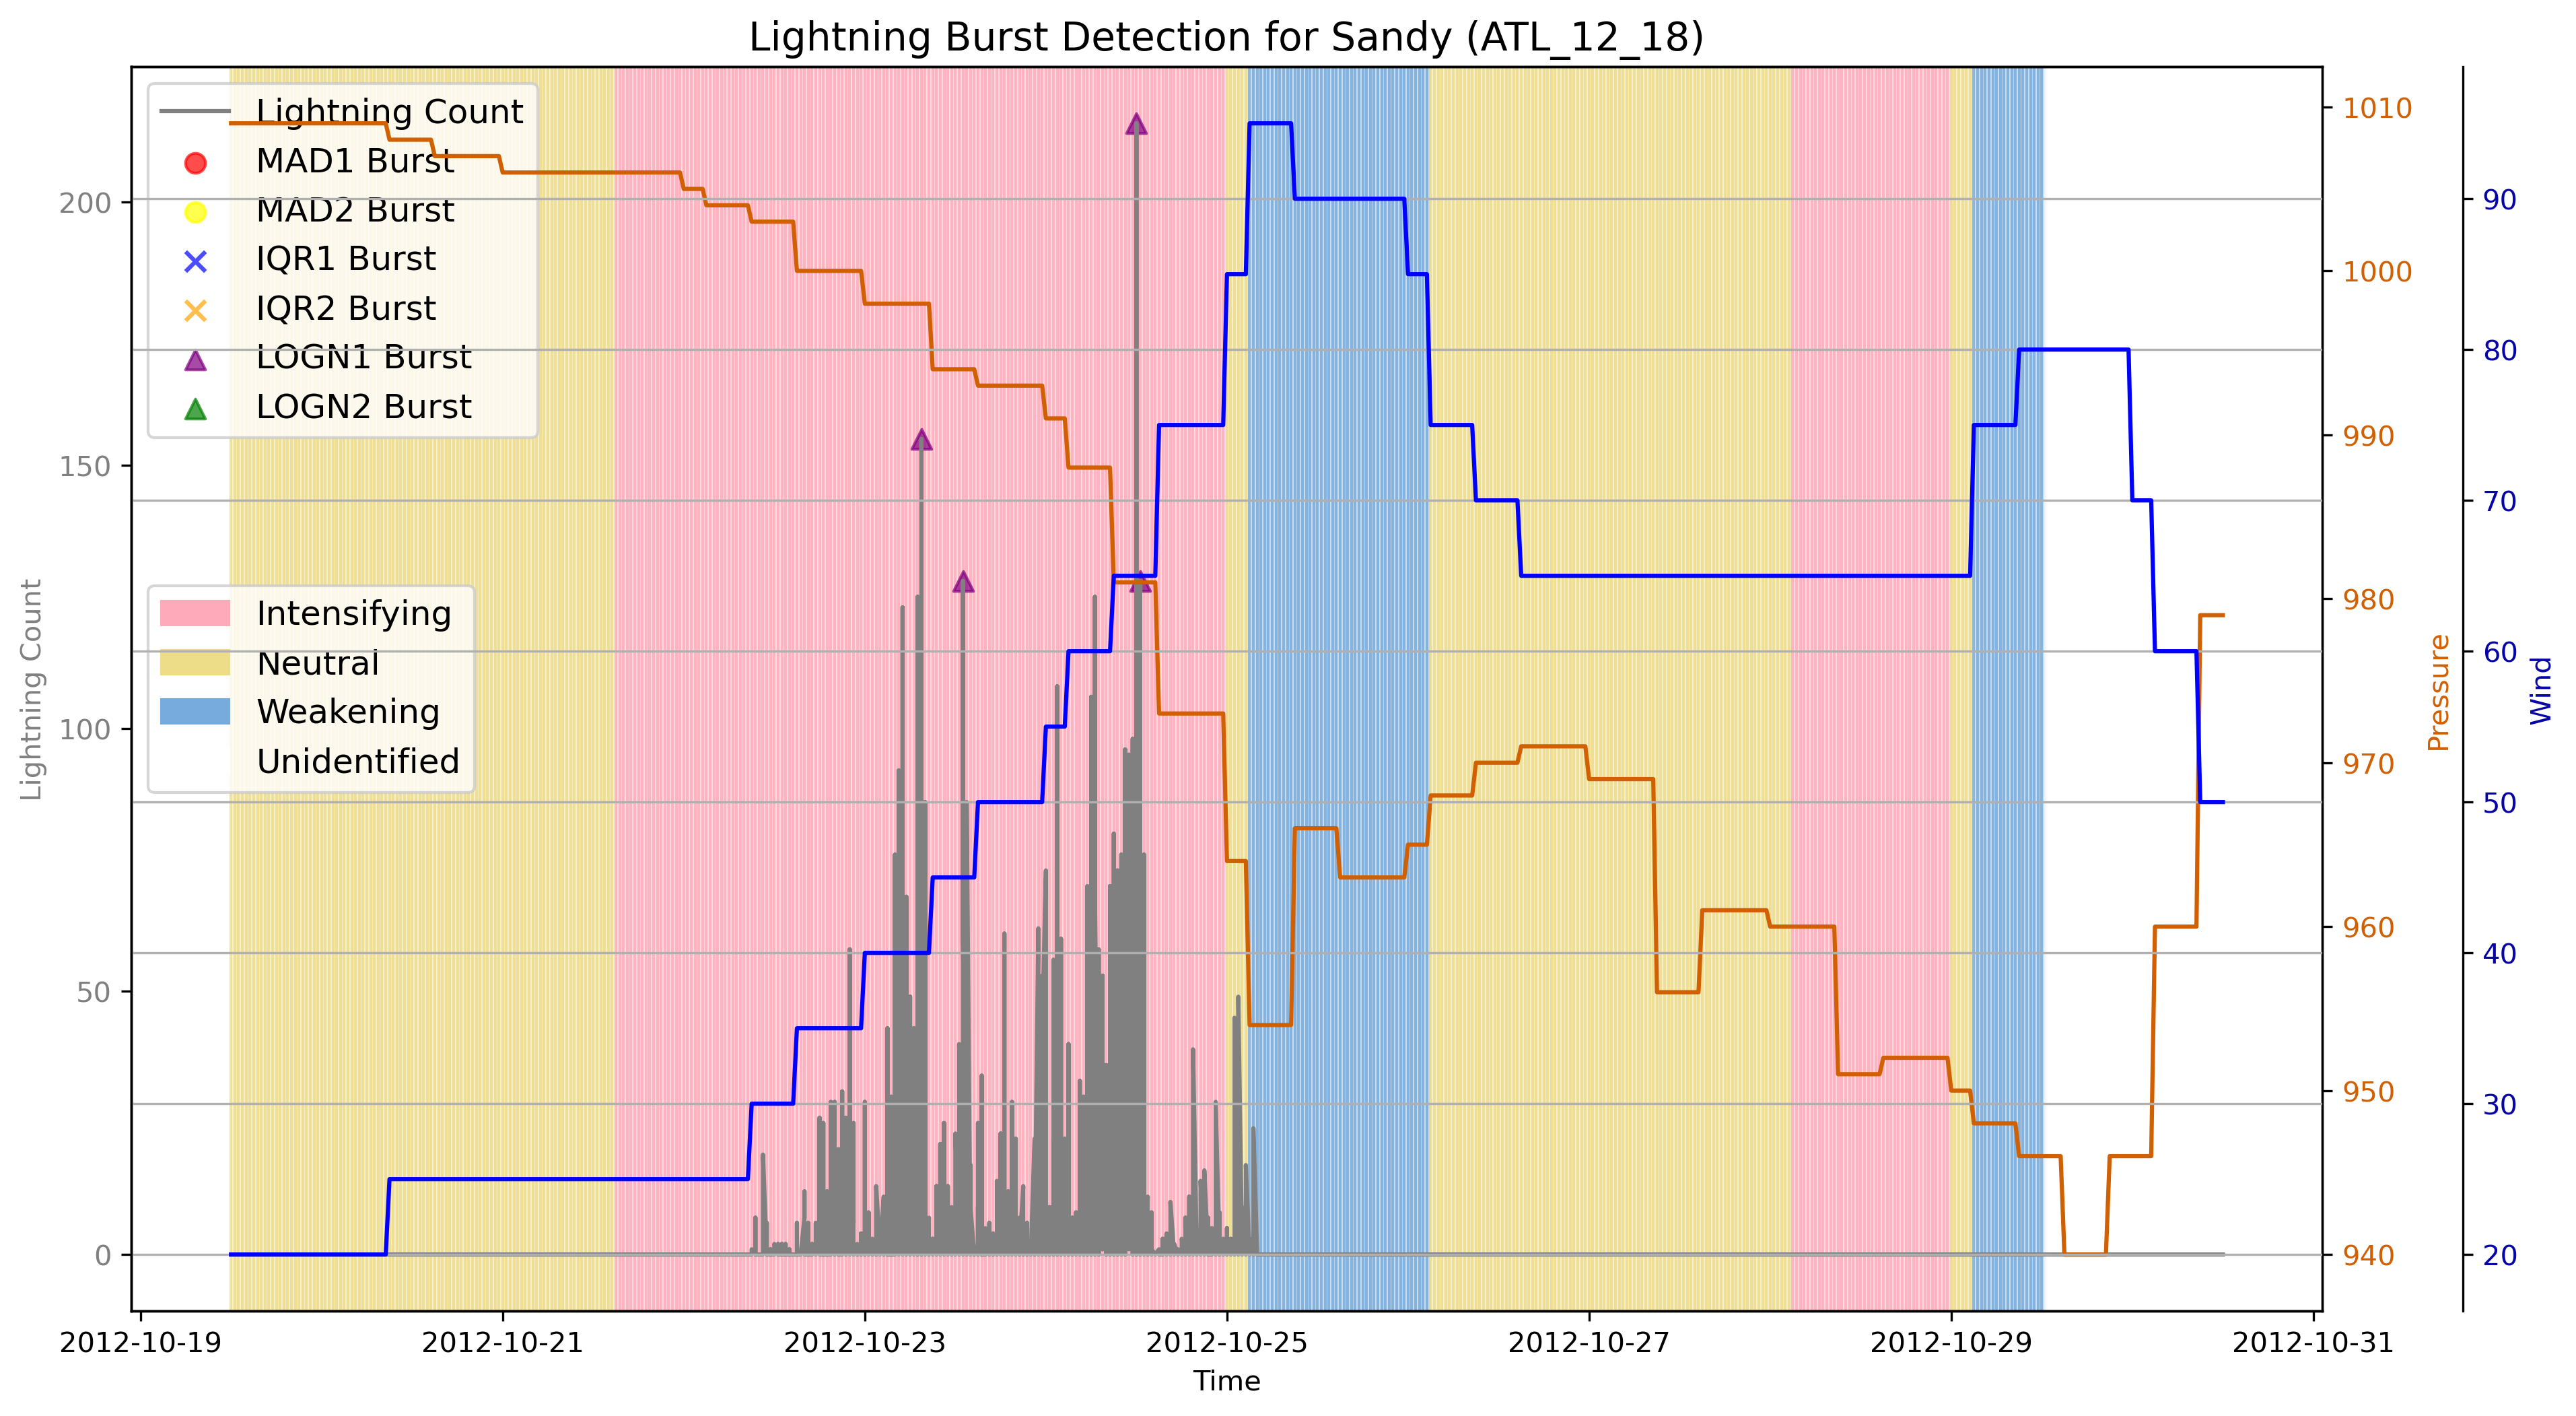 Lightning Burst Detection for Sandy (ATL_12_18)
Lightning Count
MAD1 Burst
MAD2 Burst
IQR1 Burst
IQR2 Burst
LOGN1 Burst
LOGN2 Burst
Intensifying
Neutral
Weakening
Unidentified
Lightning Count
200
150
100
50
0
1010
1000
990
980
970
960
950
940
Pressure
90
80
70
60
50
40
30
20
Wind
2012-10-19
2012-10-21
2012-10-23
2012-10-25
2012-10-27
2012-10-29
2012-10-31
Time